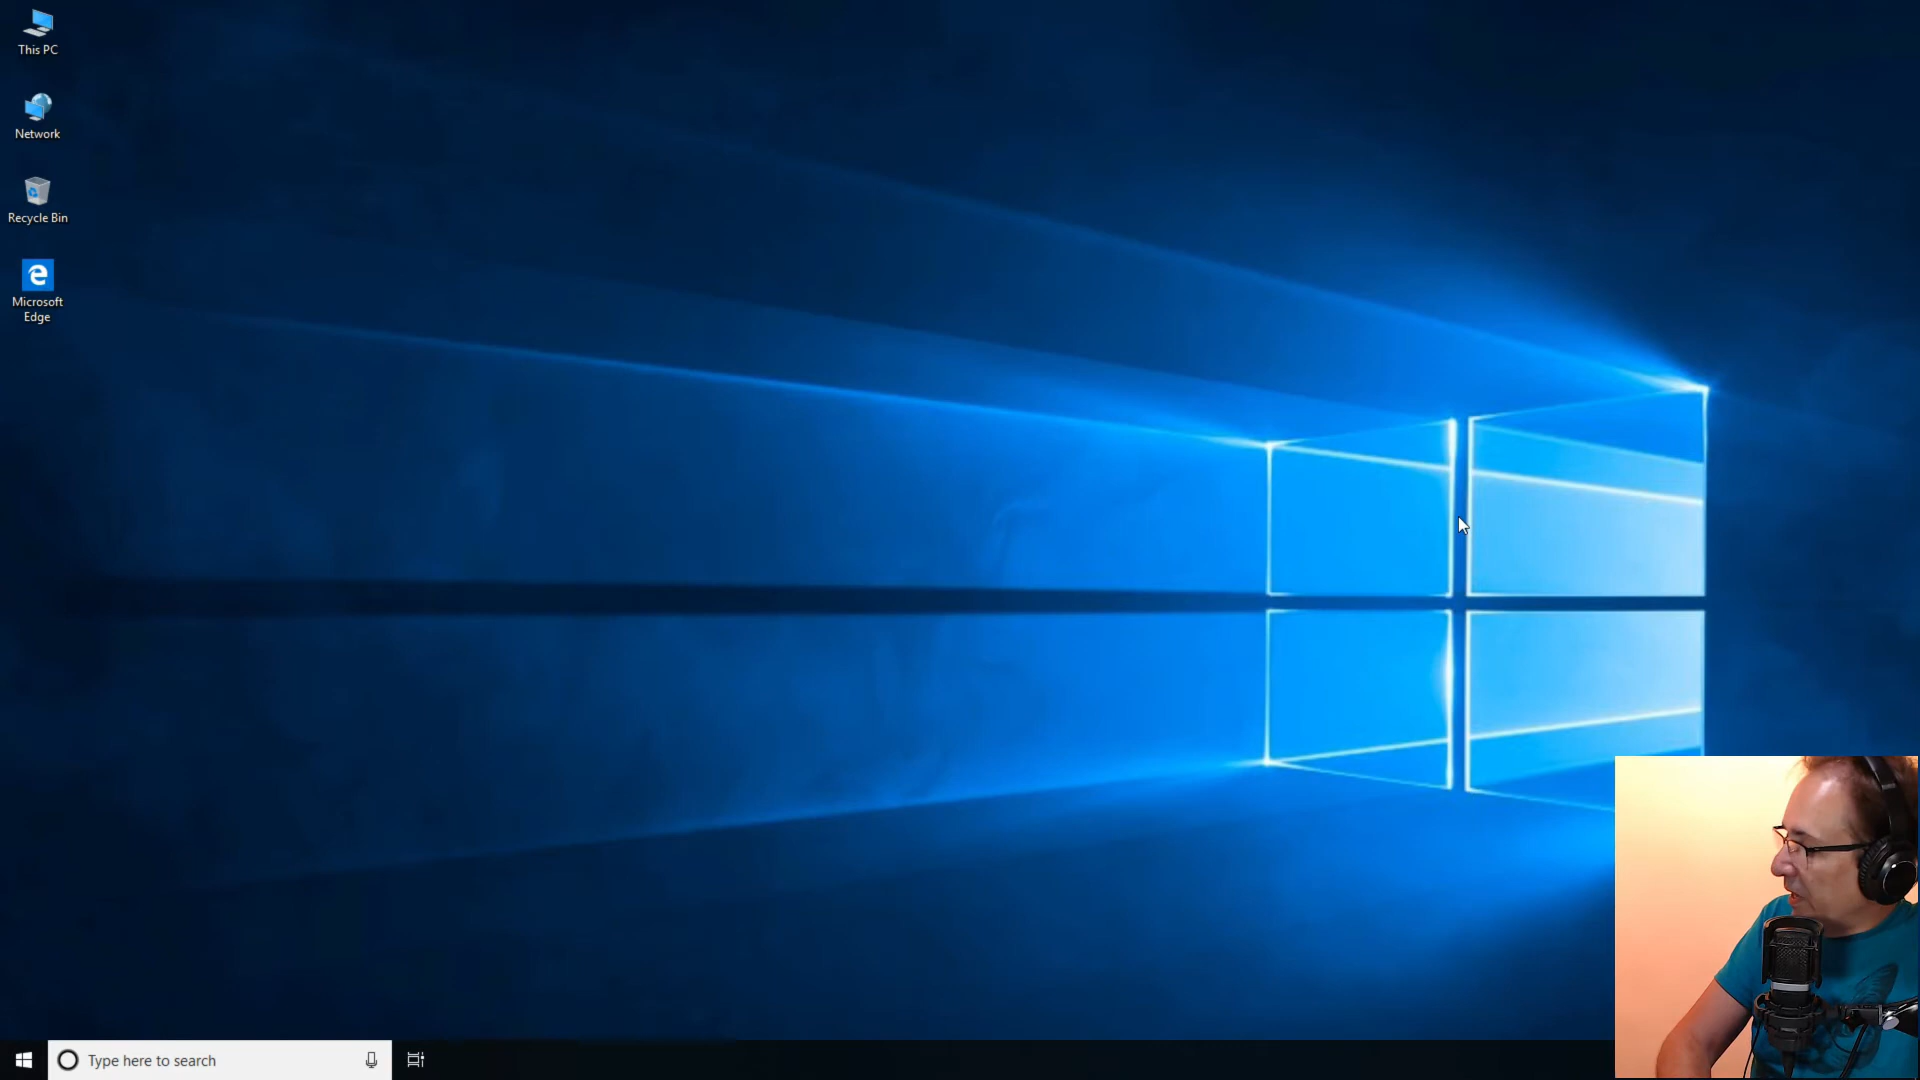 This PC
Network
Recycle Bin
Microsoft
Edge
Type here to search